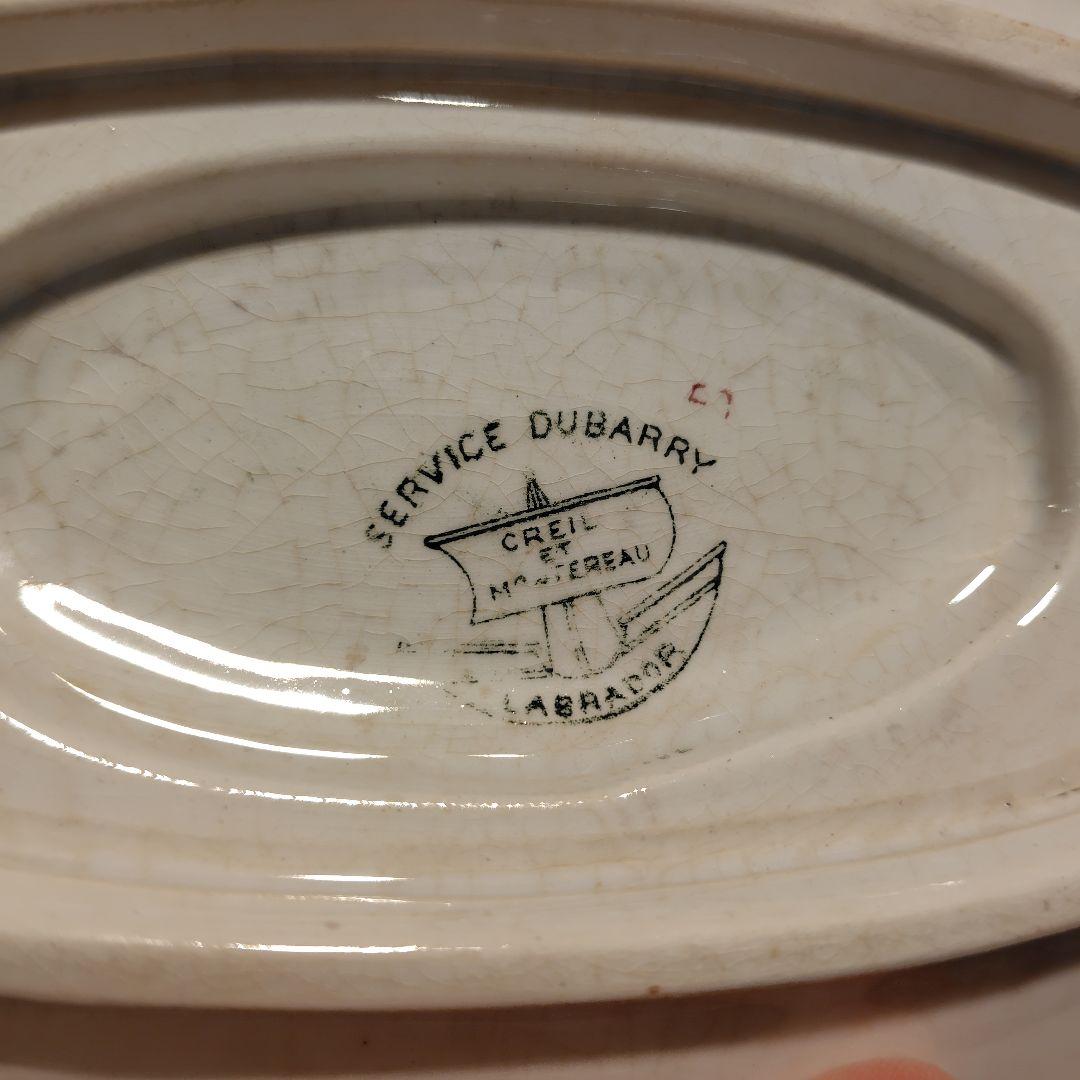 SERVICE DUBARRY
CREIL
ET
MONTEREAU
LABRADOR